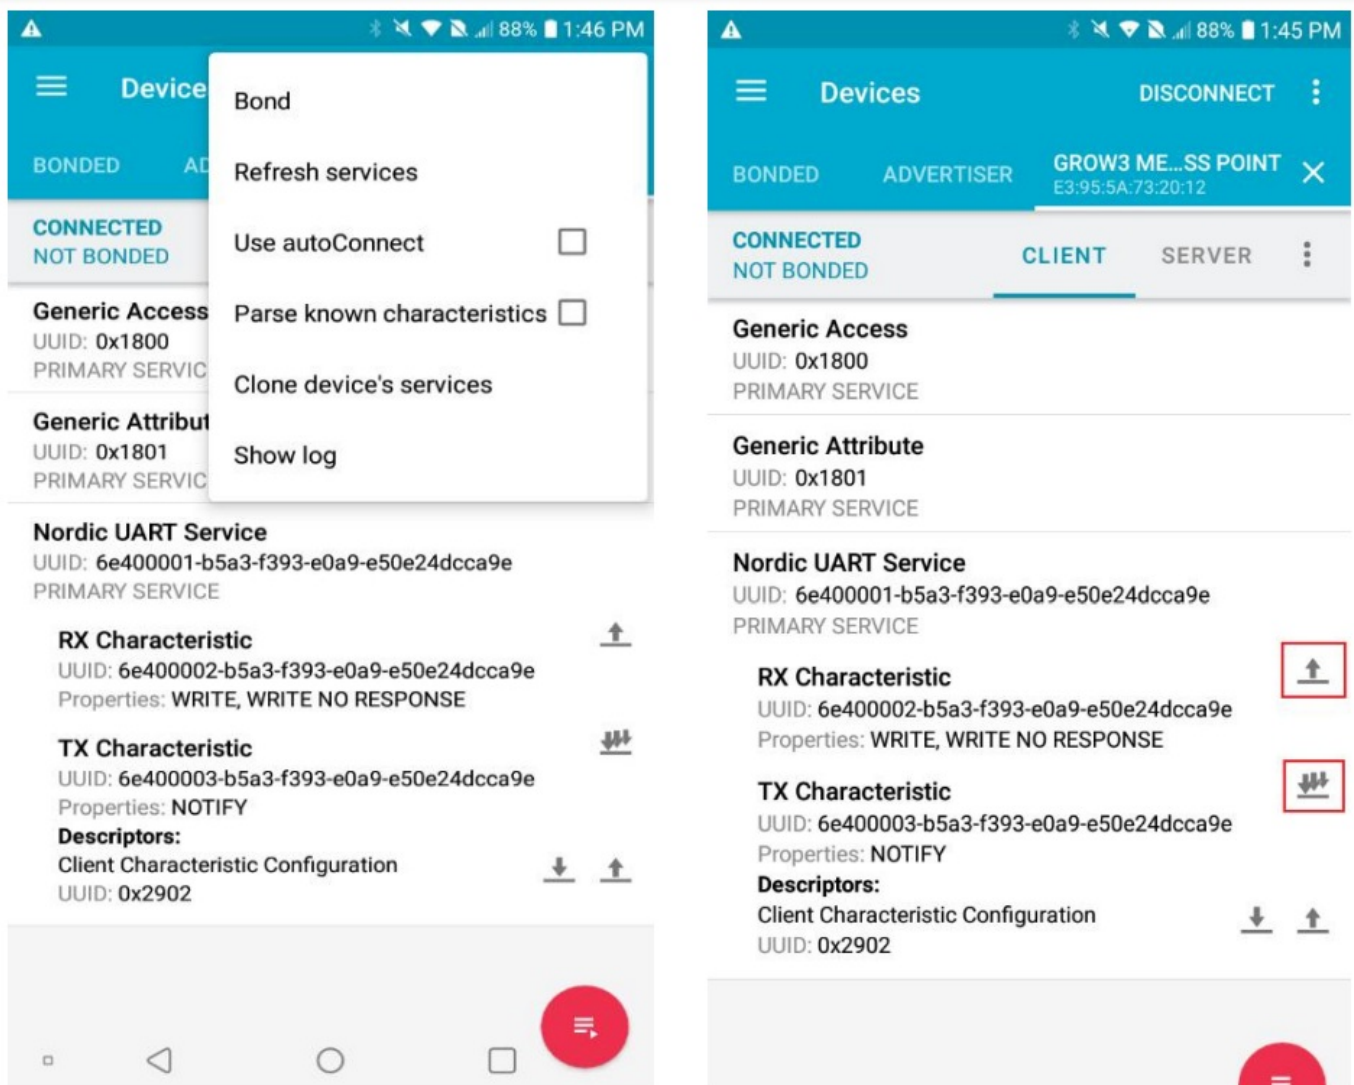 88% 1:46 PM
Device
BONDED AD
CONNECTED
NOT BONDED
Bond
Refresh services
Use autoConnect
Parse known characteristics
Clone device's services
Show log
Generic Access
UUID: 0x1800
PRIMARY SERVIC
Generic Attribut
UUID: 0x1801
PRIMARY SERVIC
Nordic UART Service
UUID: 6e400001-b5a3-f393-e0a9-e50e24dcca9e
PRIMARY SERVICE
RX Characteristic
UUID: 6e400002-b5a3-f393-e0a9-e50e24dcca9e
Properties: WRITE, WRITE NO RESPONSE
TX Characteristic
UUID: 6e400003-b5a3-f393-e0a9-e50e24dcca9e
Properties: NOTIFY
Descriptors:
Client Characteristic Configuration
UUID: 0x2902
88% 1:45 PM
Devices DISCONNECT
BONDED ADVERTISER GROW3 ME...SS POINT
E3:95:5A:73:20:12
CONNECTED
NOT BONDED
CLIENT SERVER
Generic Access
UUID: 0x1800
PRIMARY SERVICE
Generic Attribute
UUID: 0x1801
PRIMARY SERVICE
Nordic UART Service
UUID: 6e400001-b5a3-f393-e0a9-e50e24dcca9e
PRIMARY SERVICE
RX Characteristic
UUID: 6e400002-b5a3-f393-e0a9-e50e24dcca9e
Properties: WRITE, WRITE NO RESPONSE
TX Characteristic
UUID: 6e400003-b5a3-f393-e0a9-e50e24dcca9e
Properties: NOTIFY
Descriptors:
Client Characteristic Configuration
UUID: 0x2902